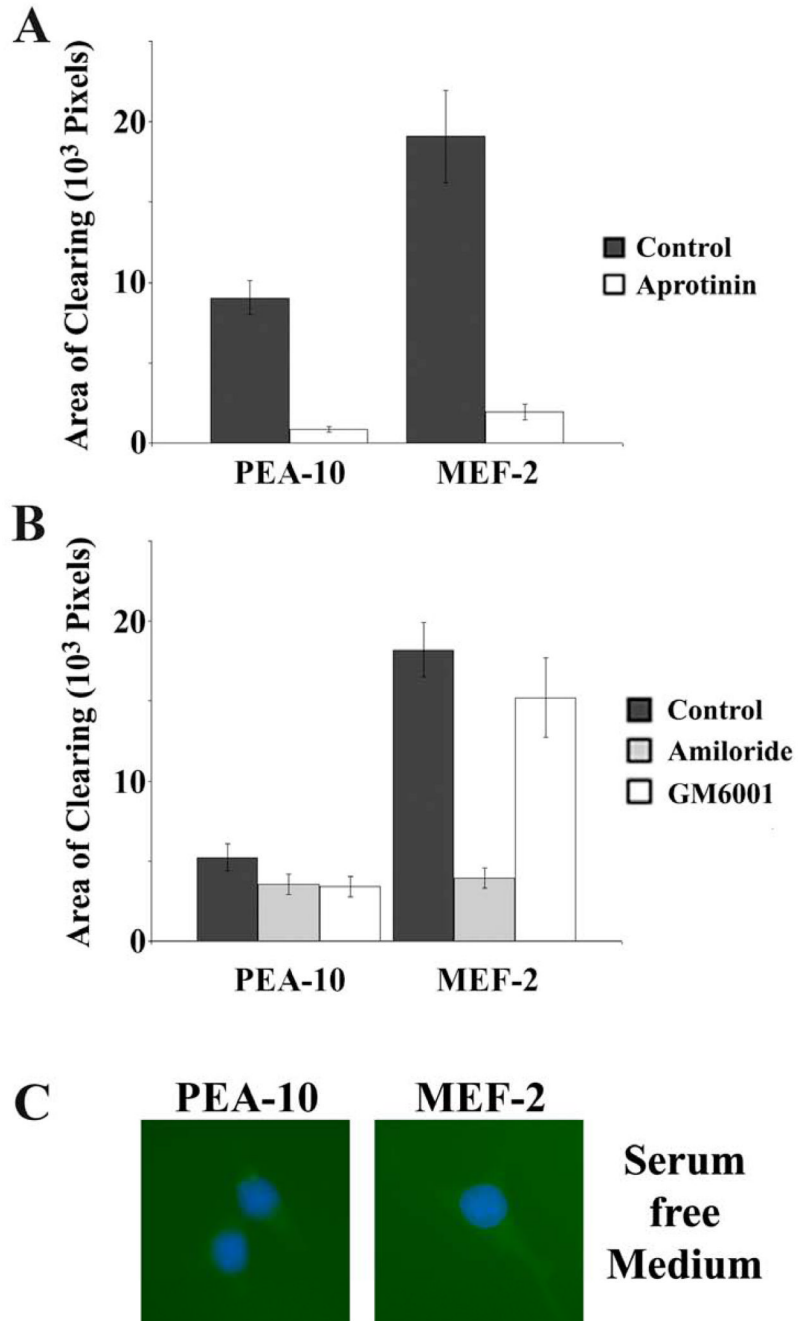 A
Area of Clearing (10³ Pixels)
20
10
0
PEA-10 MEF-2
Control
Aprotinin
B
Area of Clearing (10³ Pixels)
20
10
0
PEA-10 MEF-2
Control
Amiloride
GM6001
C
PEA-10 MEF-2
Serum
free
Medium